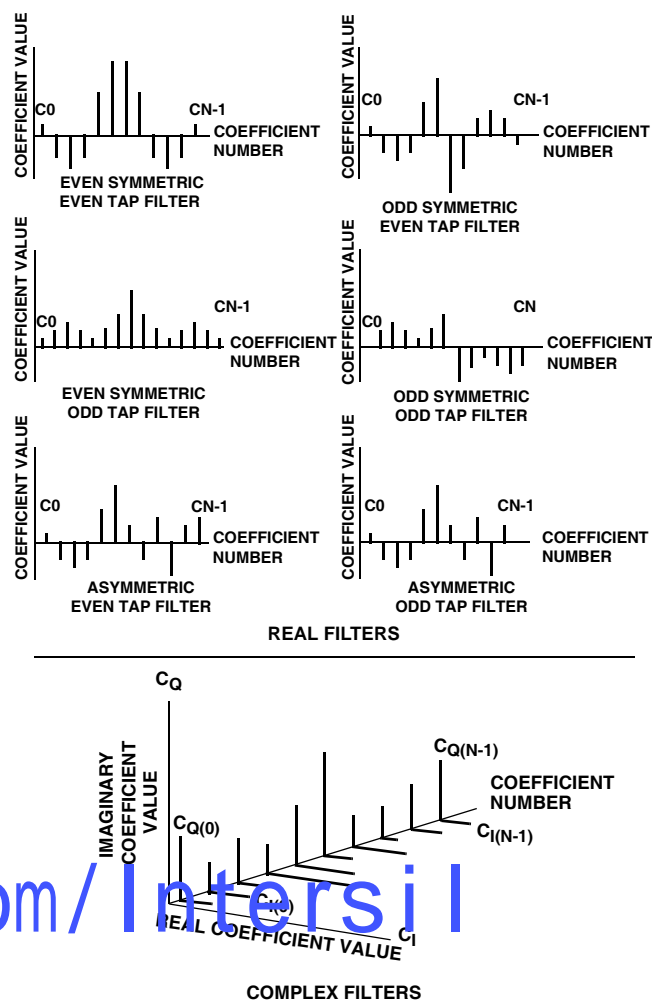 COEFFICIENT VALUE
C0
CN-1
COEFFICIENT
NUMBER
EVEN SYMMETRIC
EVEN TAP FILTER
COEFFICIENT VALUE
C0
CN-1
COEFFICIENT
NUMBER
ODD SYMMETRIC
EVEN TAP FILTER
COEFFICIENT VALUE
C0
CN-1
COEFFICIENT
NUMBER
EVEN SYMMETRIC
ODD TAP FILTER
COEFFICIENT VALUE
C0
CN
COEFFICIENT
NUMBER
ODD SYMMETRIC
ODD TAP FILTER
COEFFICIENT VALUE
C0
CN-1
COEFFICIENT
NUMBER
ASYMMETRIC
EVEN TAP FILTER
COEFFICIENT VALUE
C0
CN-1
COEFFICIENT
NUMBER
ASYMMETRIC
ODD TAP FILTER
REAL FILTERS
CQ
IMAGINARY
COEFFICIENT
VALUE
CQ(0)
CQ(N-1)
COEFFICIENT
NUMBER
CI(N-1)
CI(0)
om/Intersil
REAL COEFFICIENT VALUE
CI
COMPLEX FILTERS